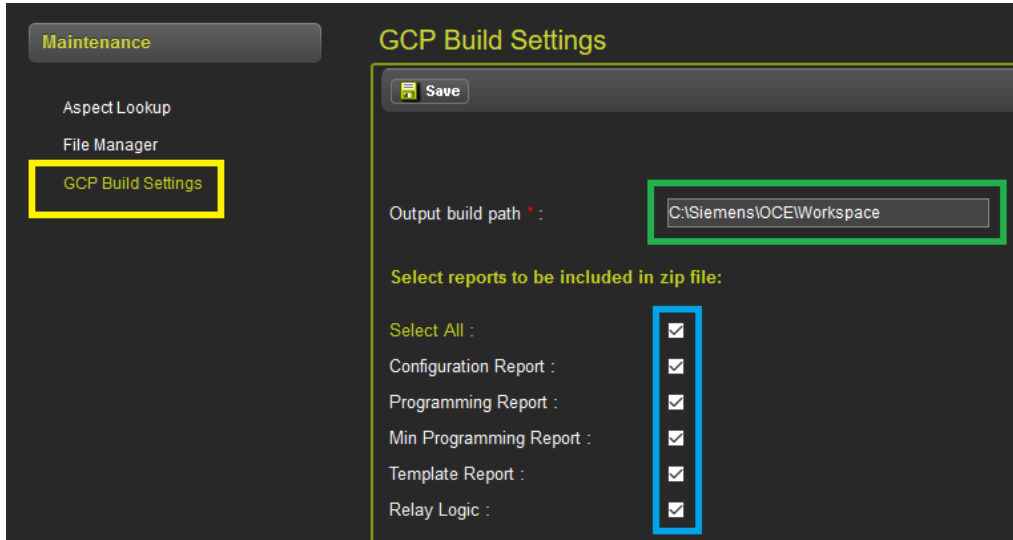 Maintenance
Aspect Lookup
File Manager
GCP Build Settings
GCP Build Settings
Save
Output build path * :
C:\Siemens\OCE\Workspace
Select reports to be included in zip file:
Select All :
Configuration Report :
Programming Report :
Min Programming Report :
Template Report :
Relay Logic :